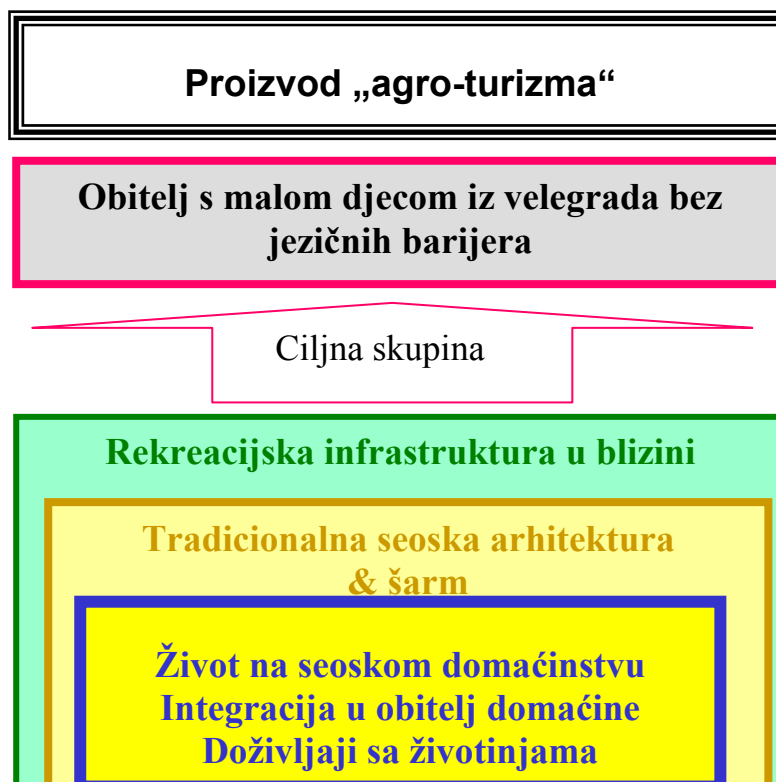 Proizvod „agro-turizma“
Obitelj s malom djecom iz velegrada bez
jezičnih barijera
Ciljna skupina
Rekreacijska infrastruktura u blizini
Tradicionalna seoska arhitektura
& šarm
Život na seoskom domaćinstvu
Integracija u obitelj domaćine
Doživljaji sa životinjama